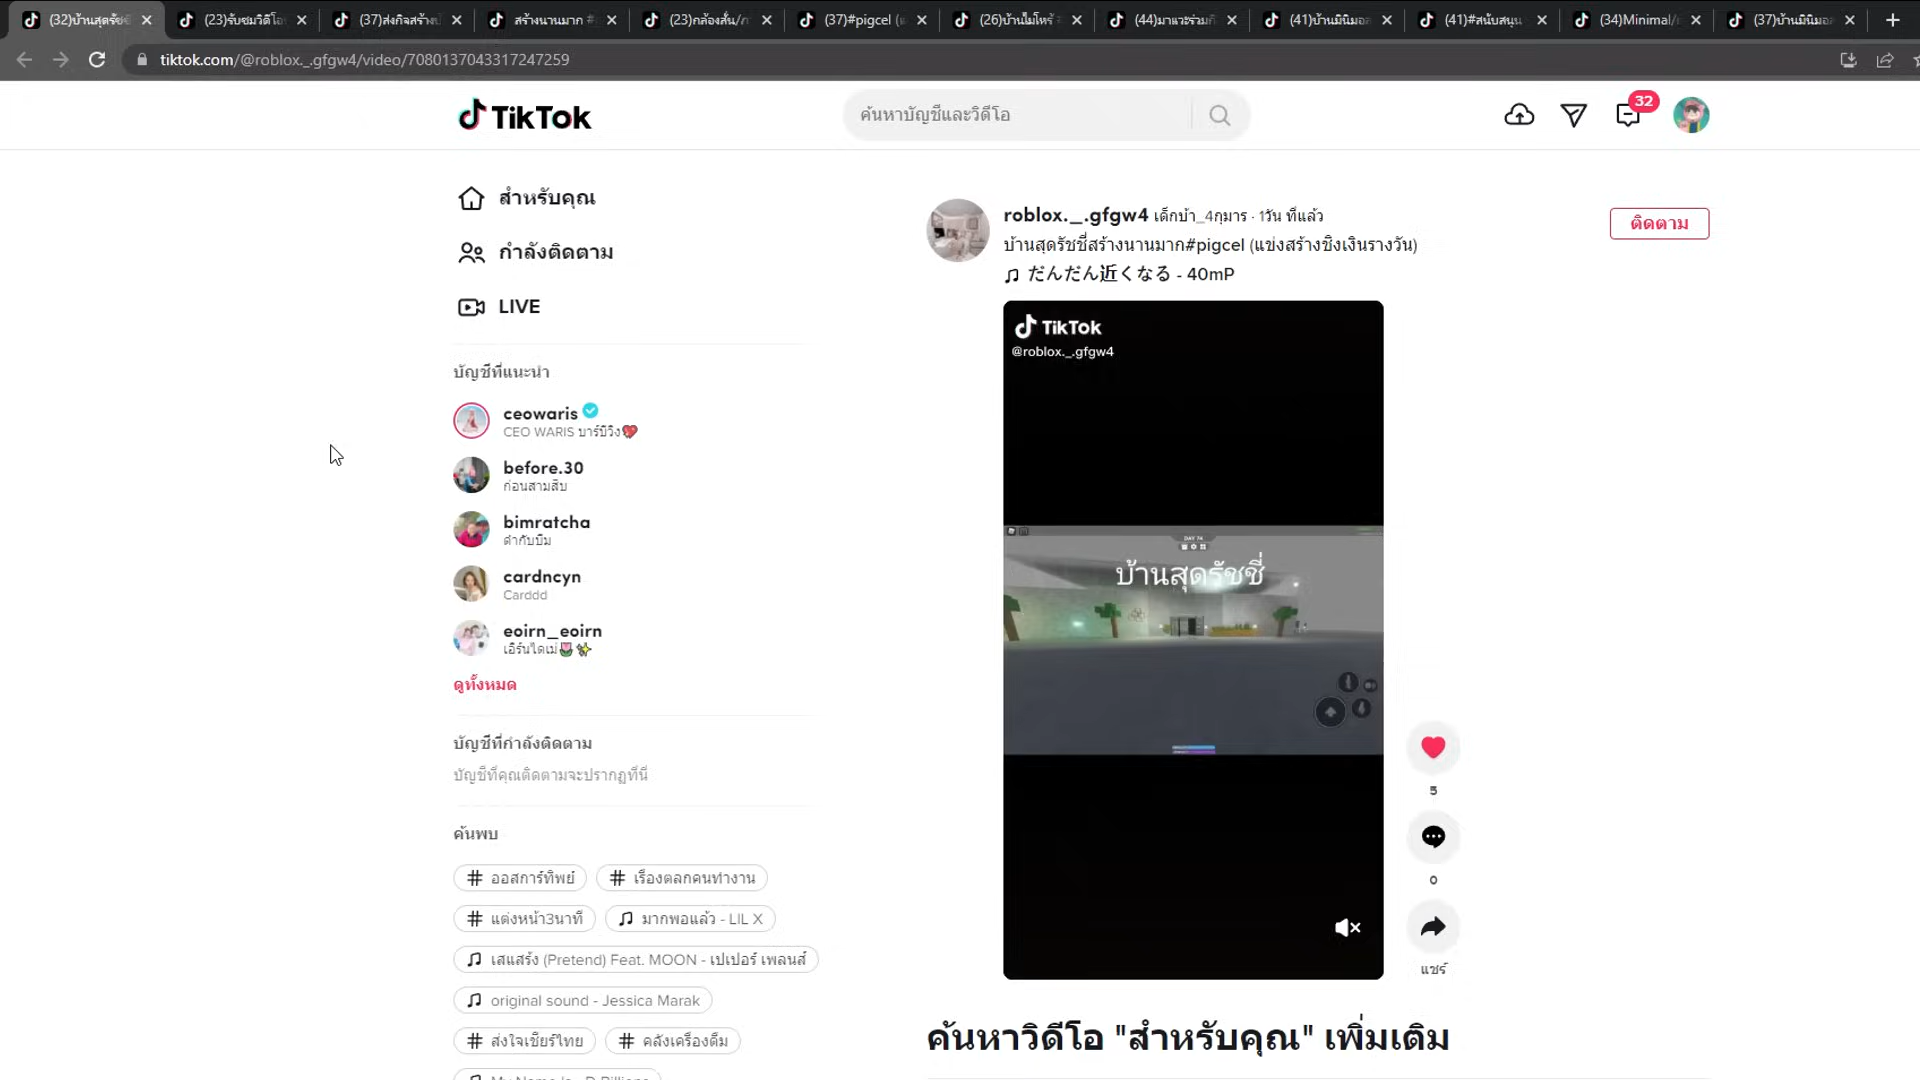 (32)บ้านสุดรัชชี
(23)รับชมวิดีโอ
(37)ส่งกิจสร้าง
สร้างนานมาก #
(23)กล้องสั่น/
(37)#pigcel (
(26)บ้านไม่โหร่
(44)มาแวะร่วม
(41)บ้านมินิมอ
(41)#สนับสนุน
(34)Minimal/
(37)บ้านมินิมอ
tiktok.com/@roblox._.gfgw4/video/7080137043317247259
TikTok
ค้นหาบัญชีและวิดีโอ
32
สำหรับคุณ
กำลังติดตาม
LIVE
บัญชีที่แนะนำ
ceowaris
CEO WARIS บาร์บี้วิ้ง
before.30
ก่อนสามสิบ
bimratcha
ดำกับบิม
cardncyn
Carddd
eoirn_eoirn
เอิร์นไดเม่
ดูทั้งหมด
บัญชีที่กำลังติดตาม
บัญชีที่คุณติดตามจะปรากฏที่นี่
ค้นพบ
ออสการ์ทิพย์
เรื่องตลกคนทำงาน
แต่งหน้า3นาที
มากพอแล้ว - LIL X
เสแสร้ง (Pretend) Feat. MOON - เปเปอร์ เพลนส์
original sound - Jessica Marak
ส่งใจเชียร์ไทย
คลังเครื่องดื่ม
roblox._.gfgw4 เด็กบ้า_4กุมาร · 1วัน ที่แล้ว
ติดตาม
บ้านสุดรัชชี่สร้างนานมาก#pigcel (แข่งสร้างชิงเงินรางวัน)
だんだん近くなる - 40mP
TikTok
@roblox._.gfgw4
DAY 74
บ้านสุดรัชชี่
5
0
แชร์
ค้นหาวิดีโอ "สำหรับคุณ" เพิ่มเติม